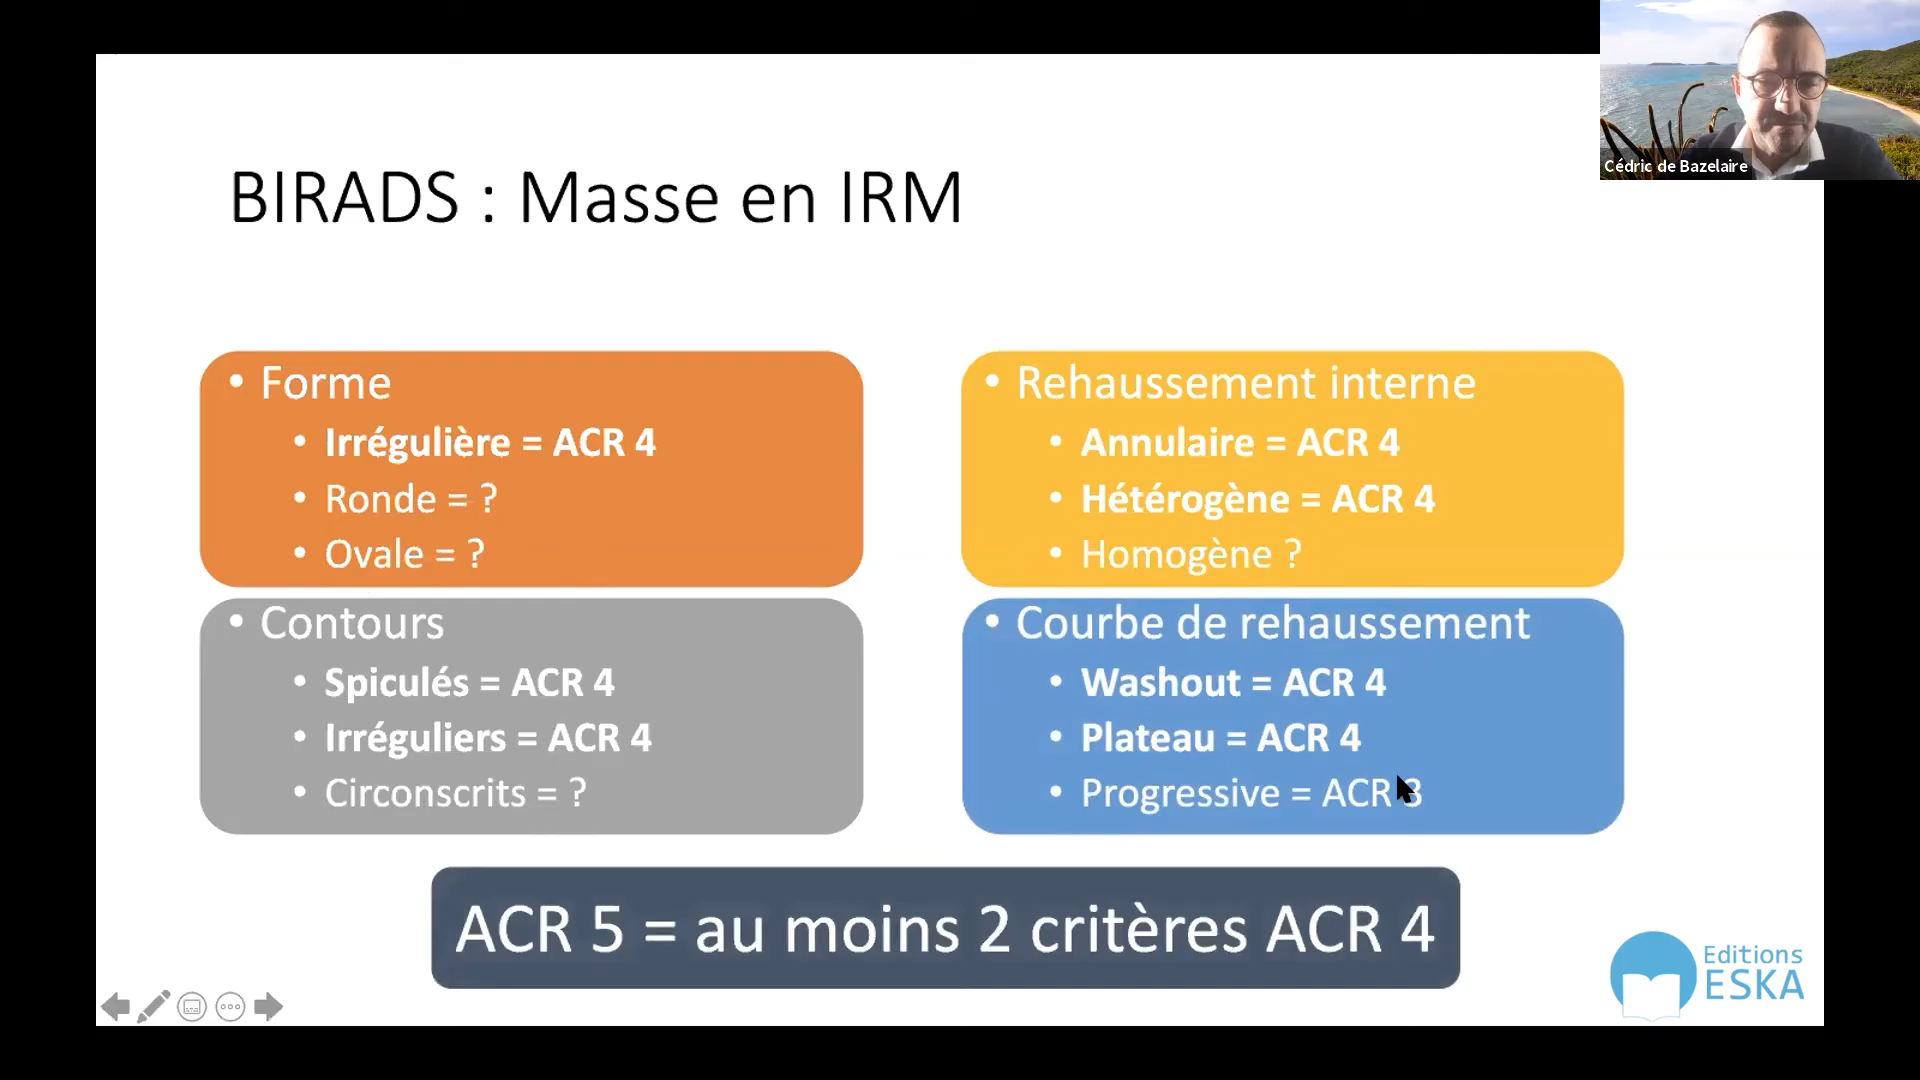 Cédric de Bazelaire
BIRADS : Masse en IRM
• Forme
• Irrégulière = ACR 4
• Ronde = ?
• Ovale = ?
• Contours
• Spiculés = ACR 4
• Irréguliers = ACR 4
• Circonscrits = ?
• Rehaussement interne
• Annulaire = ACR 4
• Hétérogène = ACR 4
• Homogène ?
• Courbe de rehaussement
• Washout = ACR 4
• Plateau = ACR 4
• Progressive = ACR 3
ACR 5 = au moins 2 critères ACR 4
Editions
ESKA